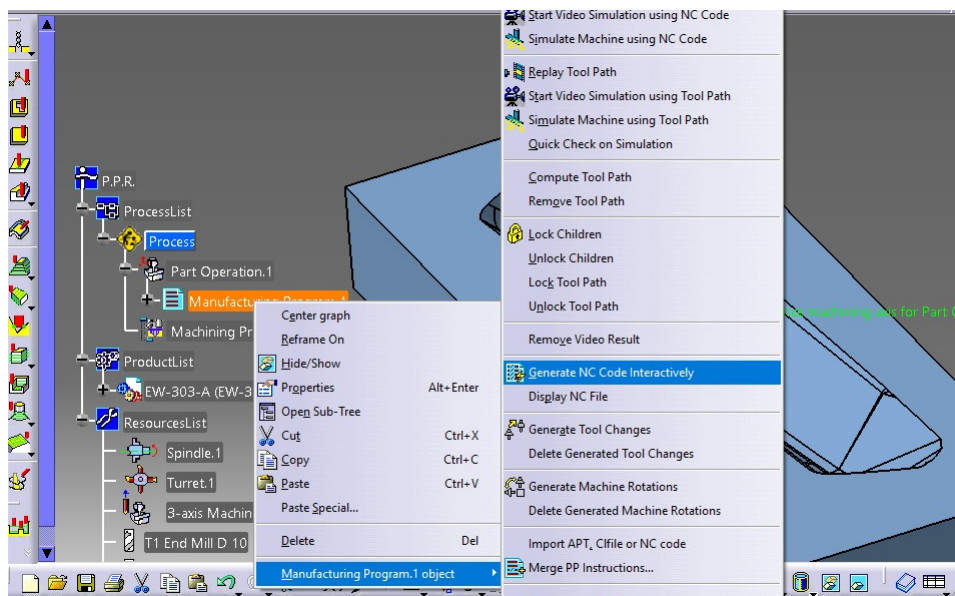 P.P.R.
ProcessList
Process
Part Operation.1
Manufacturing Program.1
Machining Pr
ProductList
EW-303-A (EW-3
ResourcesList
Spindle.1
Turret.1
3-axis Machin
T1 End Mill D 10
Center graph
Reframe On
Hide/Show
Properties Alt+Enter
Open Sub-Tree
Cut Ctrl+X
Copy Ctrl+C
Paste Ctrl+V
Paste Special...
Delete Del
Manufacturing Program.1 object
Start Video Simulation using NC Code
Simulate Machine using NC Code
Replay Tool Path
Start Video Simulation using Tool Path
Simulate Machine using Tool Path
Quick Check on Simulation
Compute Tool Path
Remove Tool Path
Lock Children
Unlock Children
Lock Tool Path
Unlock Tool Path
Remove Video Result
Generate NC Code Interactively
Display NC File
Generate Tool Changes
Delete Generated Tool Changes
Generate Machine Rotations
Delete Generated Machine Rotations
Import APT, Clfile or NC code
Merge PP Instructions...
machining axis for Part O